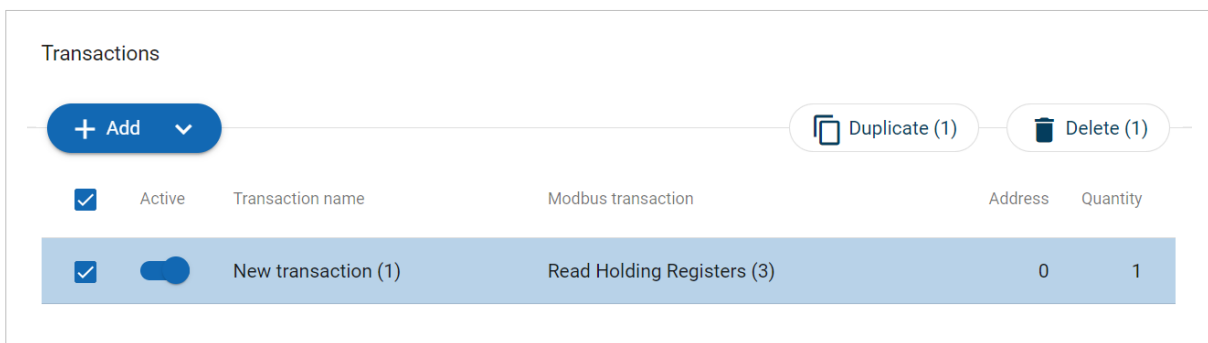 Transactions
Add
Duplicate (1)
Delete (1)
Active Transaction name Modbus transaction Address Quantity
New transaction (1) Read Holding Registers (3) 0 1